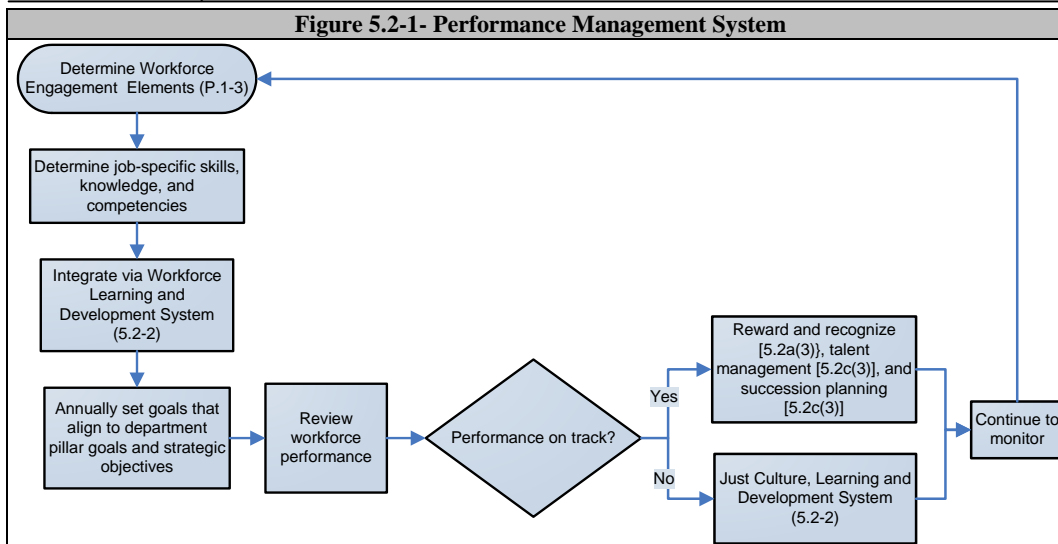 Figure 5.2-1- Performance Management System
Determine Workforce
Engagement  Elements (P.1-3)
Determine job-specific skills,
knowledge, and
competencies
Integrate via Workforce
Learning and
Development System
(5.2-2)
Annually set goals that
align to department
pillar goals and strategic
objectives
Review
workforce
performance
Performance on track?
Yes
Reward and recognize
[5.2a(3)}, talent
management [5.2c(3)], and
succession planning
[5.2c(3)]
No
Just Culture, Learning and
Development System
(5.2-2)
Continue to
monitor